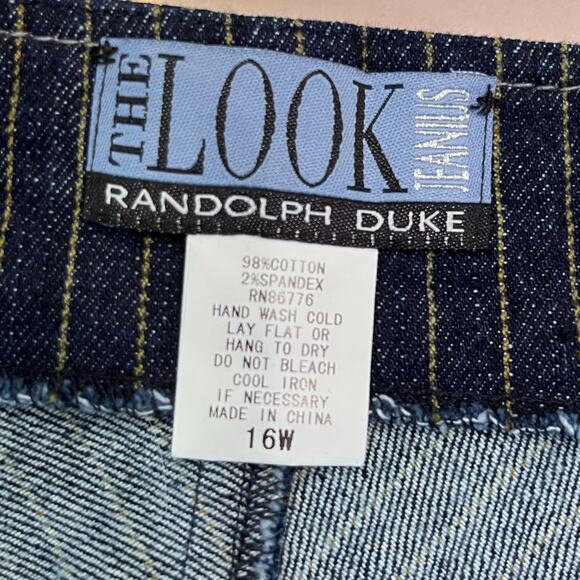 THE LOOK JEANIUS
RANDOLPH DUKE
98%COTTON
2%SPANDEX
RN86776
HAND WASH COLD
LAY FLAT OR
HANG TO DRY
DO NOT BLEACH
COOL IRON
IF NECESSARY
MADE IN CHINA
16W